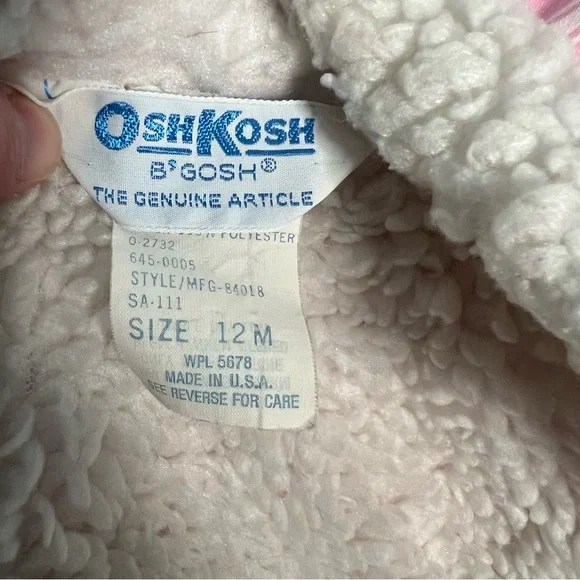 OSHKOSH
B'GOSH®
THE GENUINE ARTICLE
% POLYESTER
0-2732
645-0005
STYLE/MFG-84018
SA-111
SIZE 12M
WPL 5678
MADE IN U.S.A.
SEE REVERSE FOR CARE